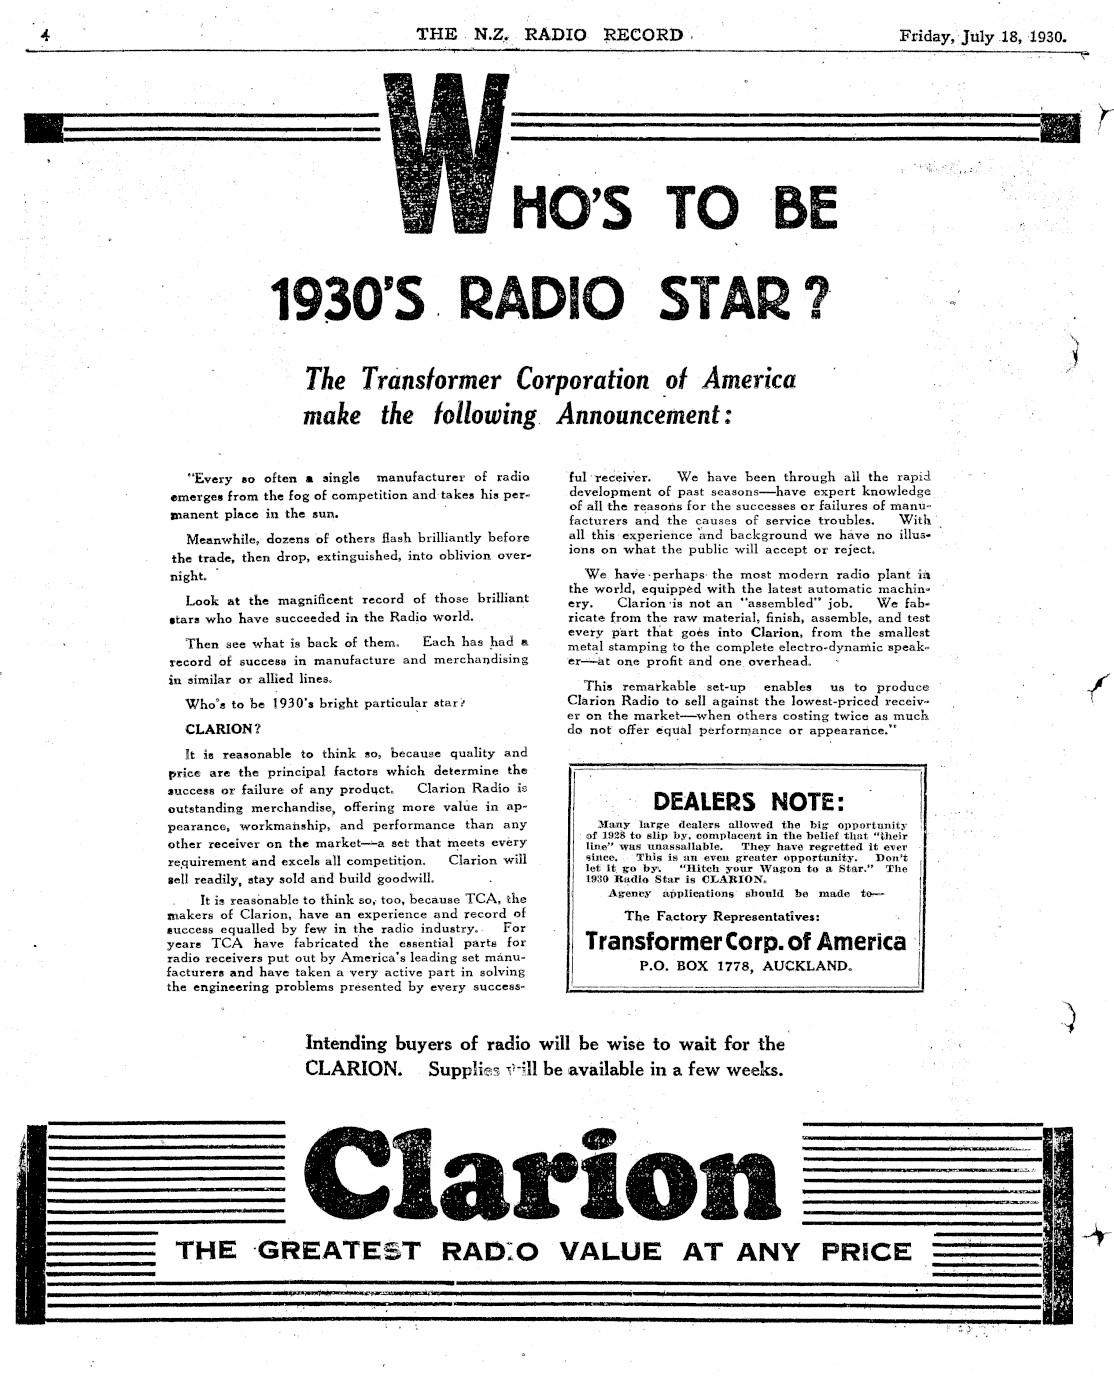 4
THE N.Z. RADIO RECORD
Friday, July 18, 1930.
WHO'S TO BE
1930'S RADIO STAR?
The Transformer Corporation of America
make the following Announcement:
"Every so often a single manufacturer of radio
emerges from the fog of competition and takes his per-
manent place in the sun.
Meanwhile, dozens of others flash brilliantly before
the trade, then drop, extinguished, into oblivion over-
night.
Look at the magnificent record of those brilliant
stars who have succeeded in the Radio world.
Then see what is back of them. Each has had a
record of success in manufacture and merchandising
in similar or allied lines.
Who's to be 1930's bright particular star?
CLARION?
It is reasonable to think so, because quality and
price are the principal factors which determine the
success or failure of any product. Clarion Radio is
outstanding merchandise, offering more value in ap-
pearance, workmanship, and performance than any
other receiver on the market—a set that meets every
requirement and excels all competition. Clarion will
sell readily, stay sold and build goodwill.
It is reasonable to think so, too, because TCA, the
makers of Clarion, have an experience and record of
success equalled by few in the radio industry. For
years TCA have fabricated the essential parts for
radio receivers put out by America's leading set manu-
facturers and have taken a very active part in solving
the engineering problems presented by every success-
ful receiver. We have been through all the rapid
development of past seasons—have expert knowledge
of all the reasons for the successes or failures of manu-
facturers and the causes of service troubles. With
all this experience and background we have no illus-
ions on what the public will accept or reject.
We have perhaps the most modern radio plant in
the world, equipped with the latest automatic machin-
ery. Clarion is not an "assembled" job. We fab-
ricate from the raw material, finish, assemble, and test
every part that goes into Clarion, from the smallest
metal stamping to the complete electro-dynamic speak-
er—at one profit and one overhead.
This remarkable set-up enables us to produce
Clarion Radio to sell against the lowest-priced receiv-
er on the market—when others costing twice as much
do not offer equal performance or appearance."
DEALERS NOTE:
Many large dealers allowed the big opportunity
of 1928 to slip by, complacent in the belief that "their
line" was unassailable. They have regretted it ever
since. This is an even greater opportunity. Don't
let it go by. "Hitch your Wagon to a Star." The
1930 Radio Star is CLARION.
Agency applications should be made to—
The Factory Representatives:
Transformer Corp. of America
P.O. BOX 1778, AUCKLAND.
Intending buyers of radio will be wise to wait for the
CLARION. Supplies will be available in a few weeks.
Clarion
THE GREATEST RADIO VALUE AT ANY PRICE